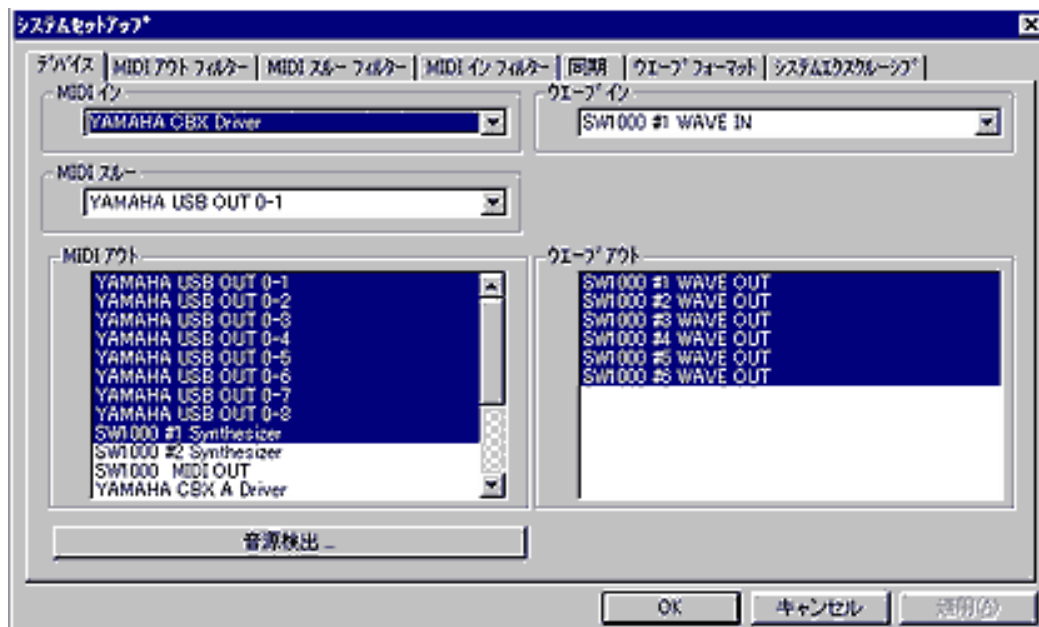 システムセットアップ
デバイス MIDI アウト フィルター MIDI スルー フィルター MIDI イン フィルター 同期 ウエーブ フォーマット システムエクスクルーシブ
MIDI イン
YAMAHA CBX Driver
ウエーブ イン
SW1000 #1 WAVE IN
MIDI スルー
YAMAHA USB OUT 0-1
MIDI アウト
YAMAHA USB OUT 0-1
YAMAHA USB OUT 0-2
YAMAHA USB OUT 0-3
YAMAHA USB OUT 0-4
YAMAHA USB OUT 0-5
YAMAHA USB OUT 0-6
YAMAHA USB OUT 0-7
YAMAHA USB OUT 0-8
SW1000 #1 Synthesizer
SW1000 #2 Synthesizer
SW1000 MIDI OUT
YAMAHA CBX A Driver
ウエーブ アウト
SW1000 #1 WAVE OUT
SW1000 #2 WAVE OUT
SW1000 #3 WAVE OUT
SW1000 #4 WAVE OUT
SW1000 #5 WAVE OUT
SW1000 #6 WAVE OUT
音源検出...
OK キャンセル 適用(A)